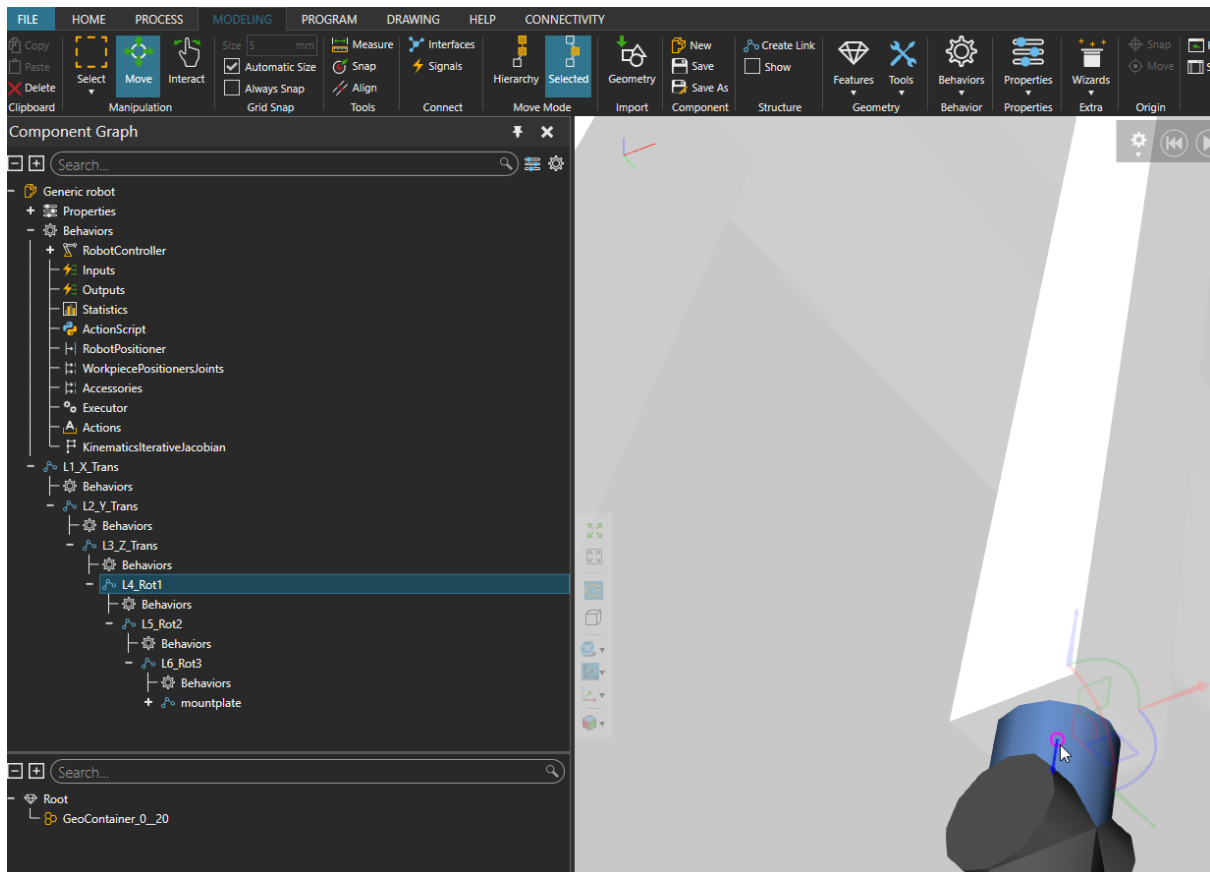 FILE HOME PROCESS MODELING PROGRAM DRAWING HELP CONNECTIVITY
Copy
Paste
Delete
Clipboard
Select
Move
Interact
Manipulation
Size 5 mm
Automatic Size
Always Snap
Grid Snap
Measure
Snap
Align
Tools
Interfaces
Signals
Connect
Hierarchy
Selected
Move Mode
Geometry
Import
New
Save
Save As
Component
Create Link
Show
Structure
Features
Tools
Geometry
Behaviors
Behavior
Properties
Properties
Wizards
Extra
Snap
Move
Origin
Component Graph
Search...
Generic robot
Properties
Behaviors
RobotController
Inputs
Outputs
Statistics
ActionScript
RobotPositioner
WorkpiecePositionersJoints
Accessories
Executor
Actions
KinematicsIterativeJacobian
L1_X_Trans
Behaviors
L2_Y_Trans
Behaviors
L3_Z_Trans
Behaviors
L4_Rot1
Behaviors
L5_Rot2
Behaviors
L6_Rot3
Behaviors
mountplate
Search...
Root
GeoContainer_0__20